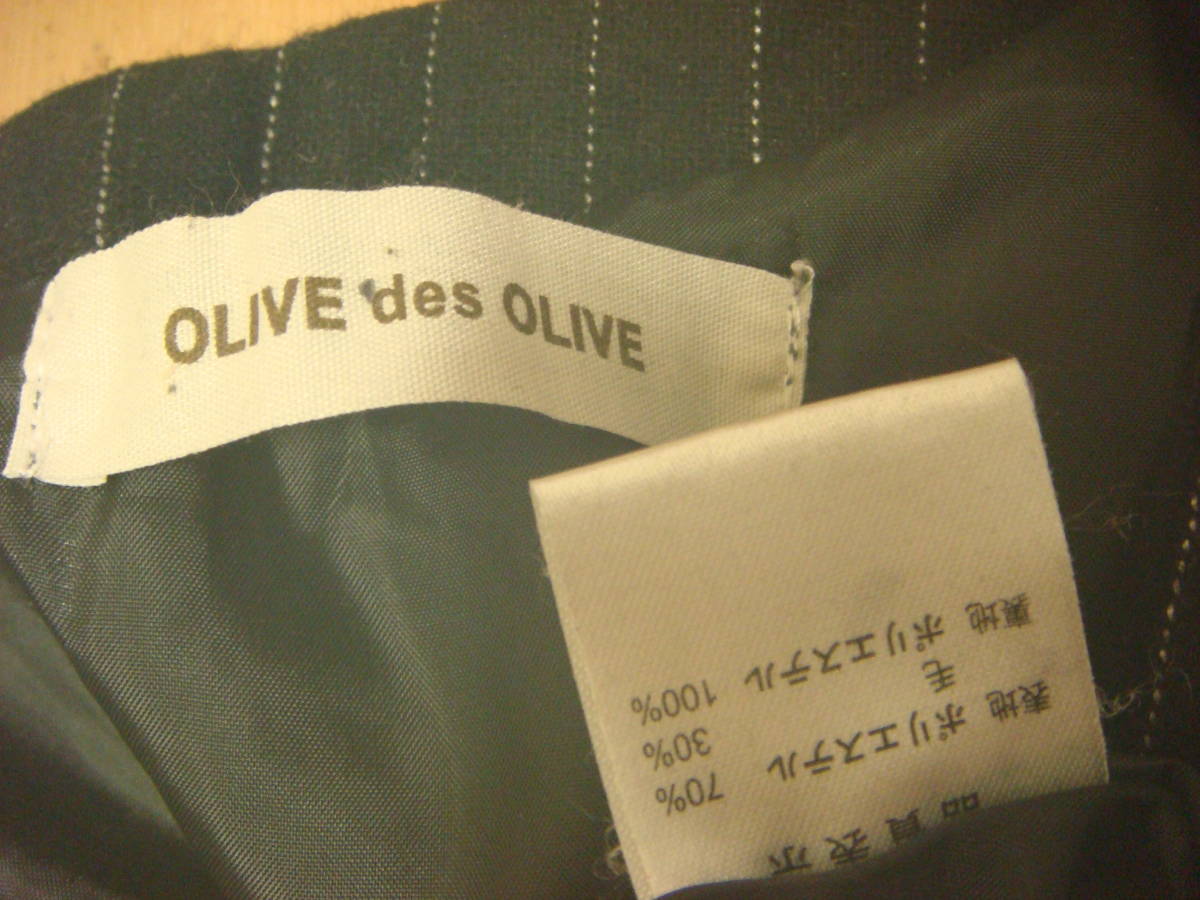 OLIVE des OLIVE
品質表示
表地 ポリエステル 70%
毛 30%
裏地 ポリエステル 100%